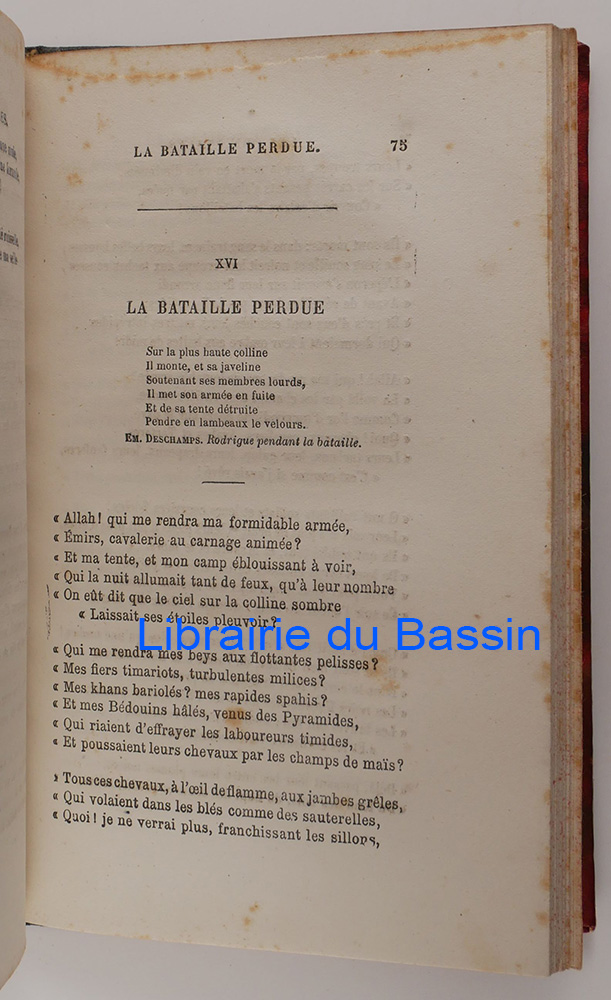 LA BATAILLE PERDUE. 75
XVI
LA BATAILLE PERDUE
Sur la plus haute colline
Il monte, et sa javeline
Soutenant ses membres lourds,
Il met son armée en fuite
Et de sa tente détruite
Pendre en lambeaux le velours.
EM. DESCHAMPS. Rodrigue pendant la bataille.
« Allah! qui me rendra ma formidable armée,
« Émirs, cavalerie au carnage animée?
« Et ma tente, et mon camp éblouissant à voir,
« Qui la nuit allumait tant de feux, qu'à leur nombre
« On eût dit que le ciel sur la colline sombre
« Laissait ses étoiles pleuvoir?
Librairie du Bassin
« Qui me rendra mes beys aux flottantes pelisses?
« Mes fiers timariots, turbulentes milices?
« Mes khans bariolés? mes rapides spahis?
« Et mes Bédouins hâlés, venus des Pyramides,
« Qui riaient d'effrayer les laboureurs timides,
« Et poussaient leurs chevaux par les champs de maïs?
» Tous ces chevaux, à l'œil de flamme, aux jambes grêles,
« Qui volaient dans les blés comme des sauterelles,
« Quoi! je ne verrai plus, franchissant les sillons,